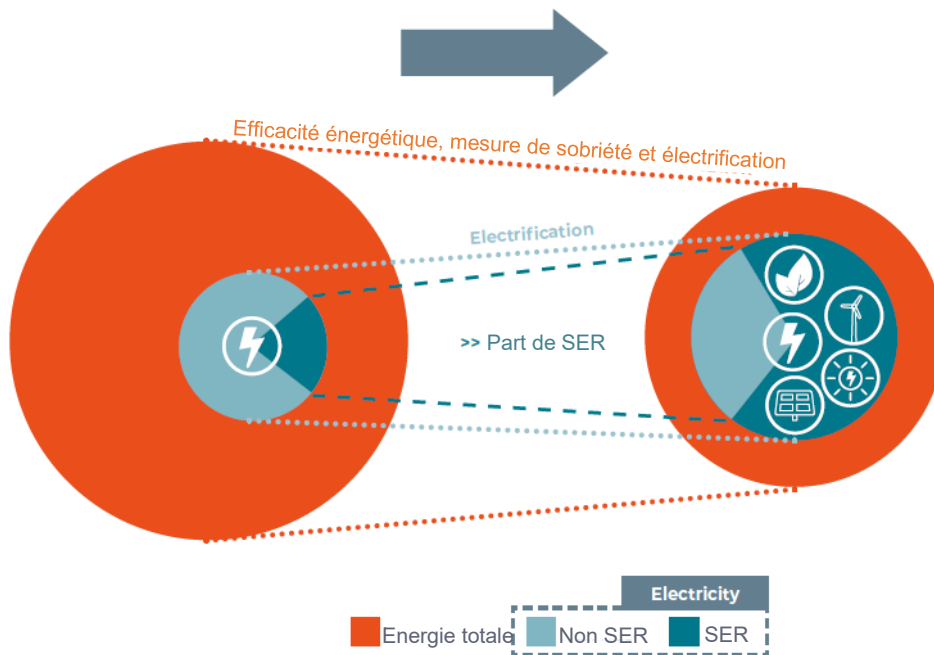 Efficacité énergétique, mesure de sobriété et électrification
Electrification
>> Part de SER
Electricity
Energie totale
Non SER
SER